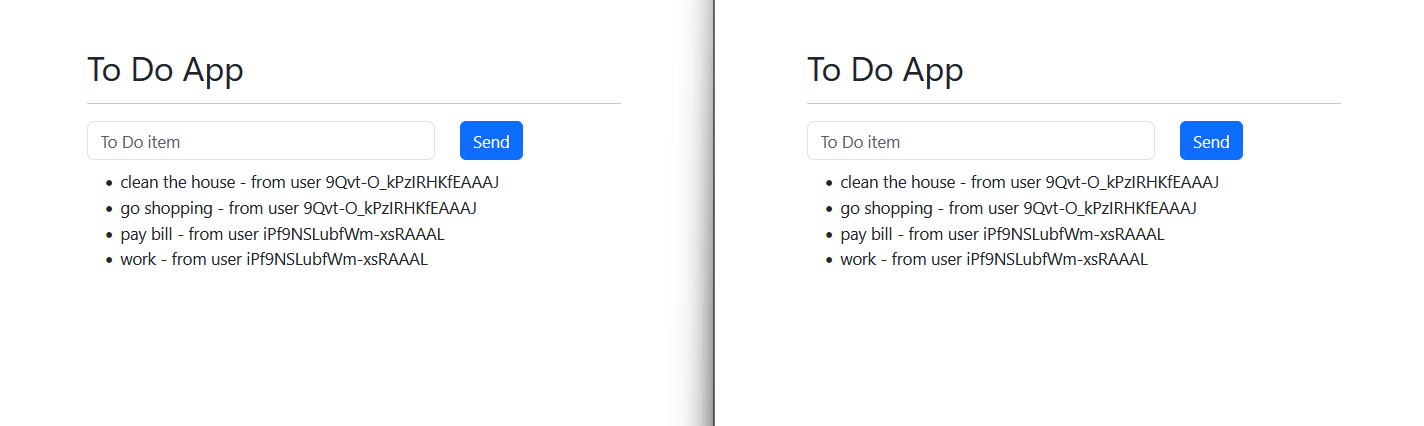 To Do App
To Do item
Send
clean the house - from user 9Qvt-O_kPzIRHKfEAAAJ
go shopping - from user 9Qvt-O_kPzIRHKfEAAAJ
pay bill - from user iPf9NSLubfWm-xsRAAAL
work - from user iPf9NSLubfWm-xsRAAAL
To Do App
To Do item
Send
clean the house - from user 9Qvt-O_kPzIRHKfEAAAJ
go shopping - from user 9Qvt-O_kPzIRHKfEAAAJ
pay bill - from user iPf9NSLubfWm-xsRAAAL
work - from user iPf9NSLubfWm-xsRAAAL